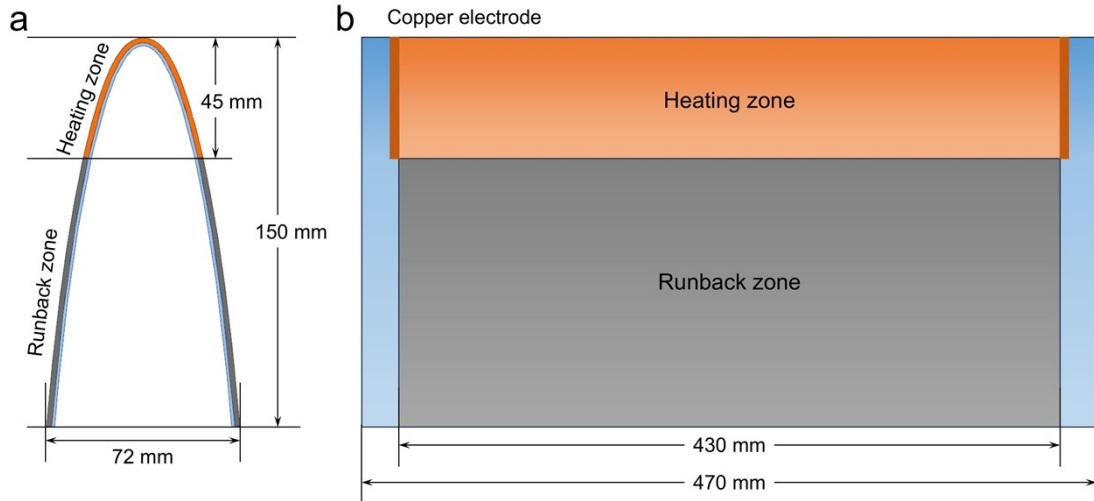 a
Heating zone
45 mm
150 mm
Runback zone
72 mm
b
Copper electrode
Heating zone
Runback zone
430 mm
470 mm